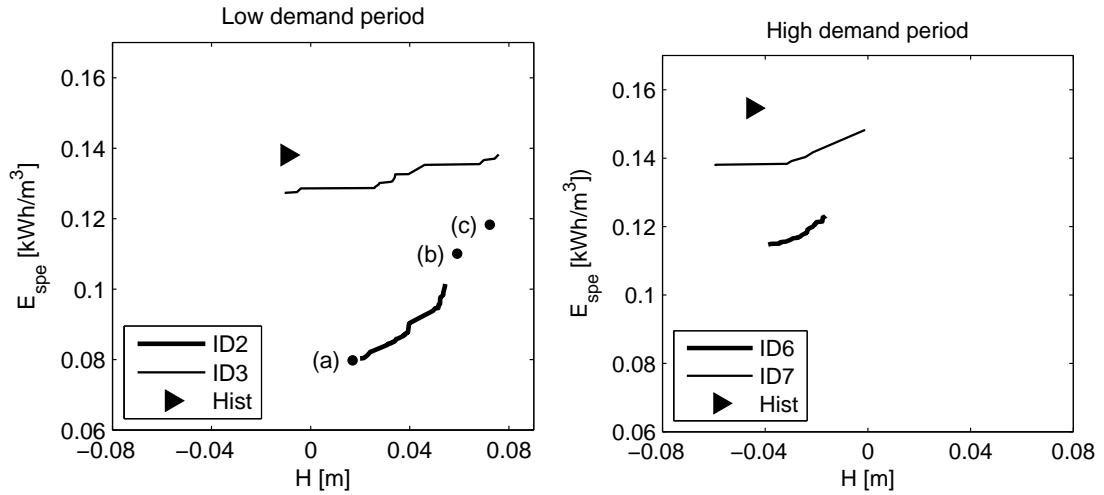 Low demand period
E_spe [kWh/m^3]
0.16
0.14
0.12
0.1
0.08
0.06
(c)
(b)
(a)
ID2
ID3
Hist
−0.08
−0.04
0
0.04
0.08
H [m]
High demand period
E_spe [kWh/m^3])
0.16
0.14
0.12
0.1
0.08
0.06
ID6
ID7
Hist
−0.08
−0.04
0
0.04
0.08
H [m]